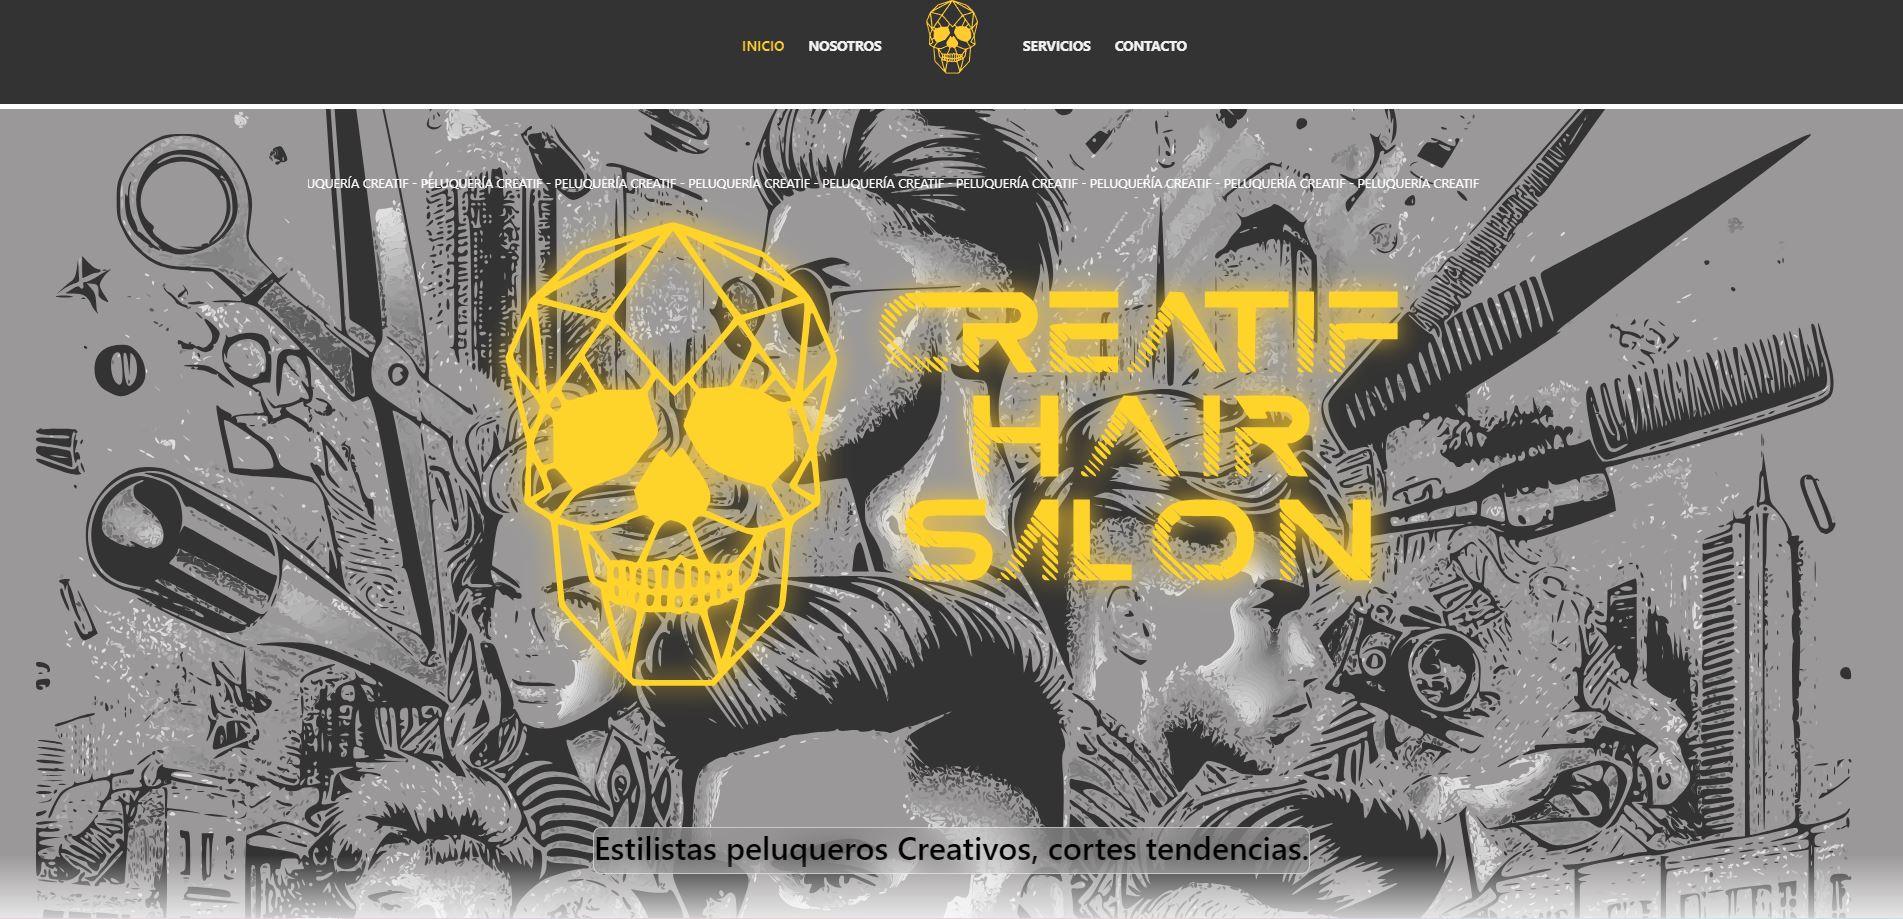 INICIO NOSOTROS SERVICIOS CONTACTO
UQUERÍA CREATIF - PELUQUERÍA CREATIF - PELUQUERÍA CREATIF - PELUQUERÍA CREATIF - PELUQUERÍA CREATIF - PELUQUERÍA CREATIF - PELUQUERÍA CREATIF - PELUQUERÍA CREATIF - PELUQUERÍA CREATIF
CREATIF
HAIR
SALON
Estilistas peluqueros Creativos, cortes tendencias.